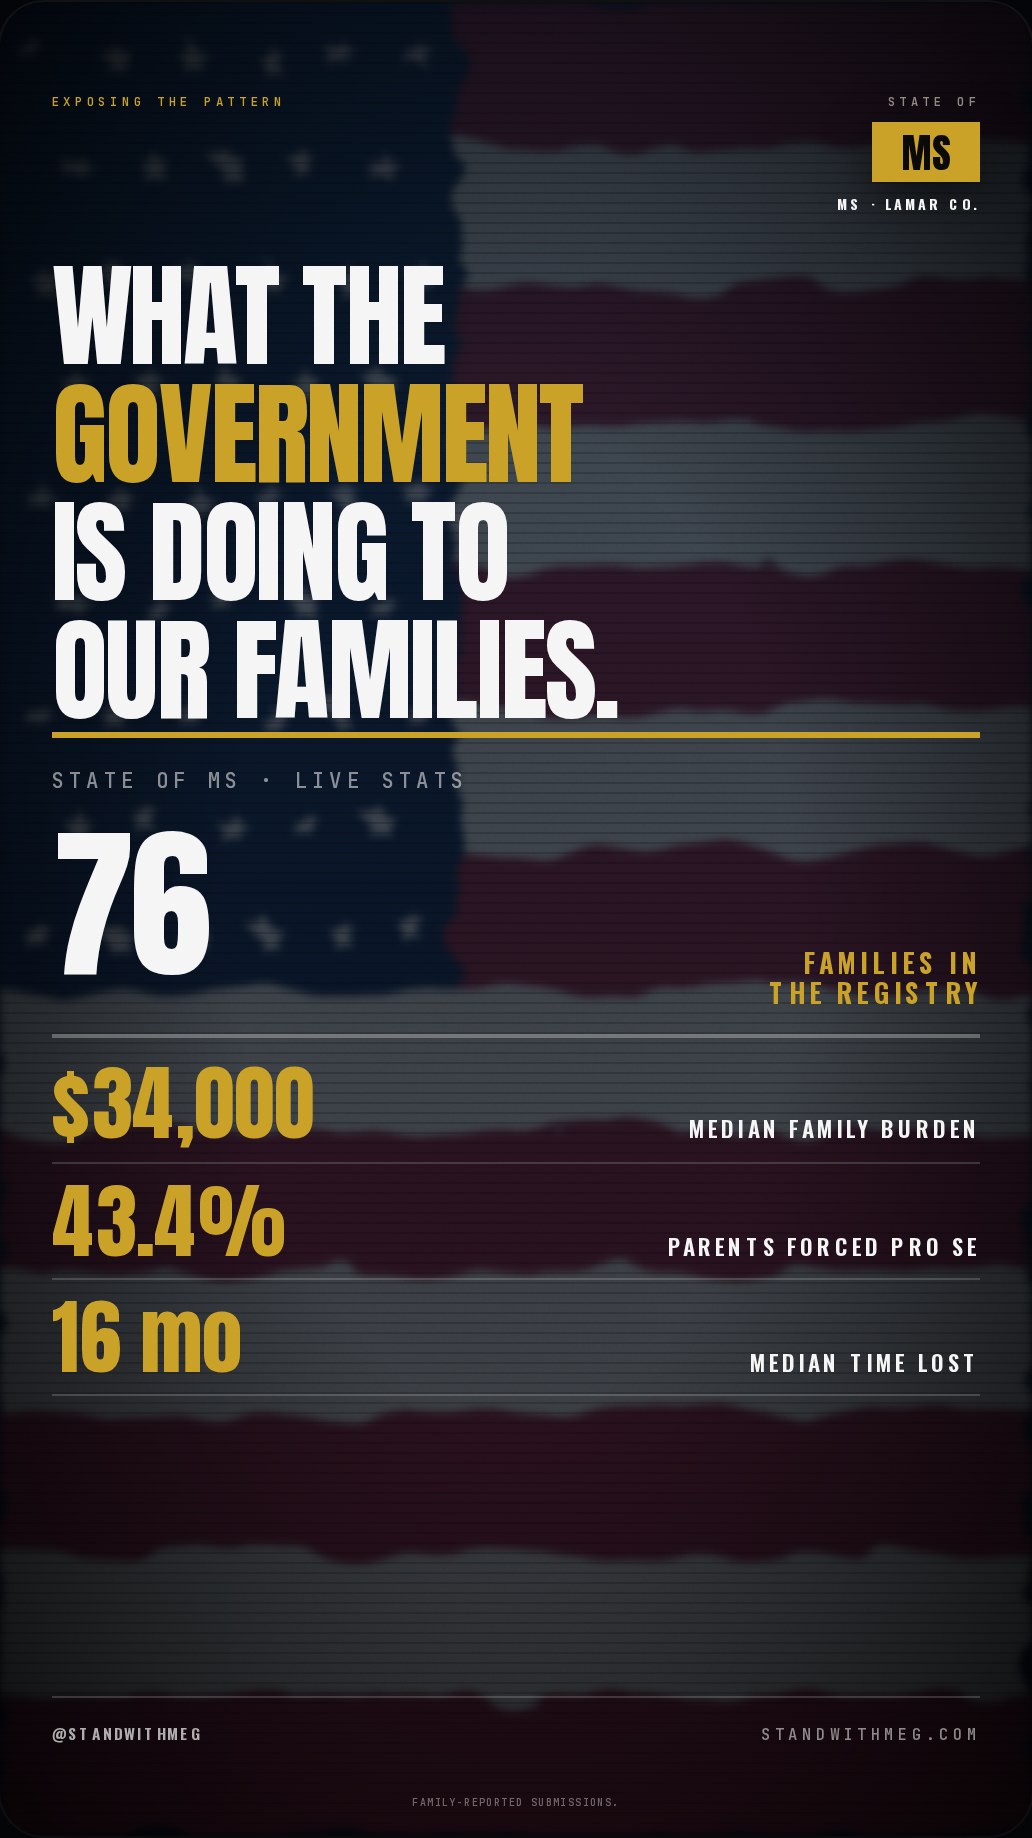 EXPOSING THE PATTERN
STATE OF
MS
MS · LAMAR CO.
WHAT THE
GOVERNMENT
IS DOING TO
OUR FAMILIES.
STATE OF MS · LIVE STATS
76
FAMILIES IN
THE REGISTRY
$34,000
MEDIAN FAMILY BURDEN
43.4%
PARENTS FORCED PRO SE
16 mo
MEDIAN TIME LOST
@STANDWITHMEG
STANDWITHMEG.COM
FAMILY-REPORTED SUBMISSIONS.